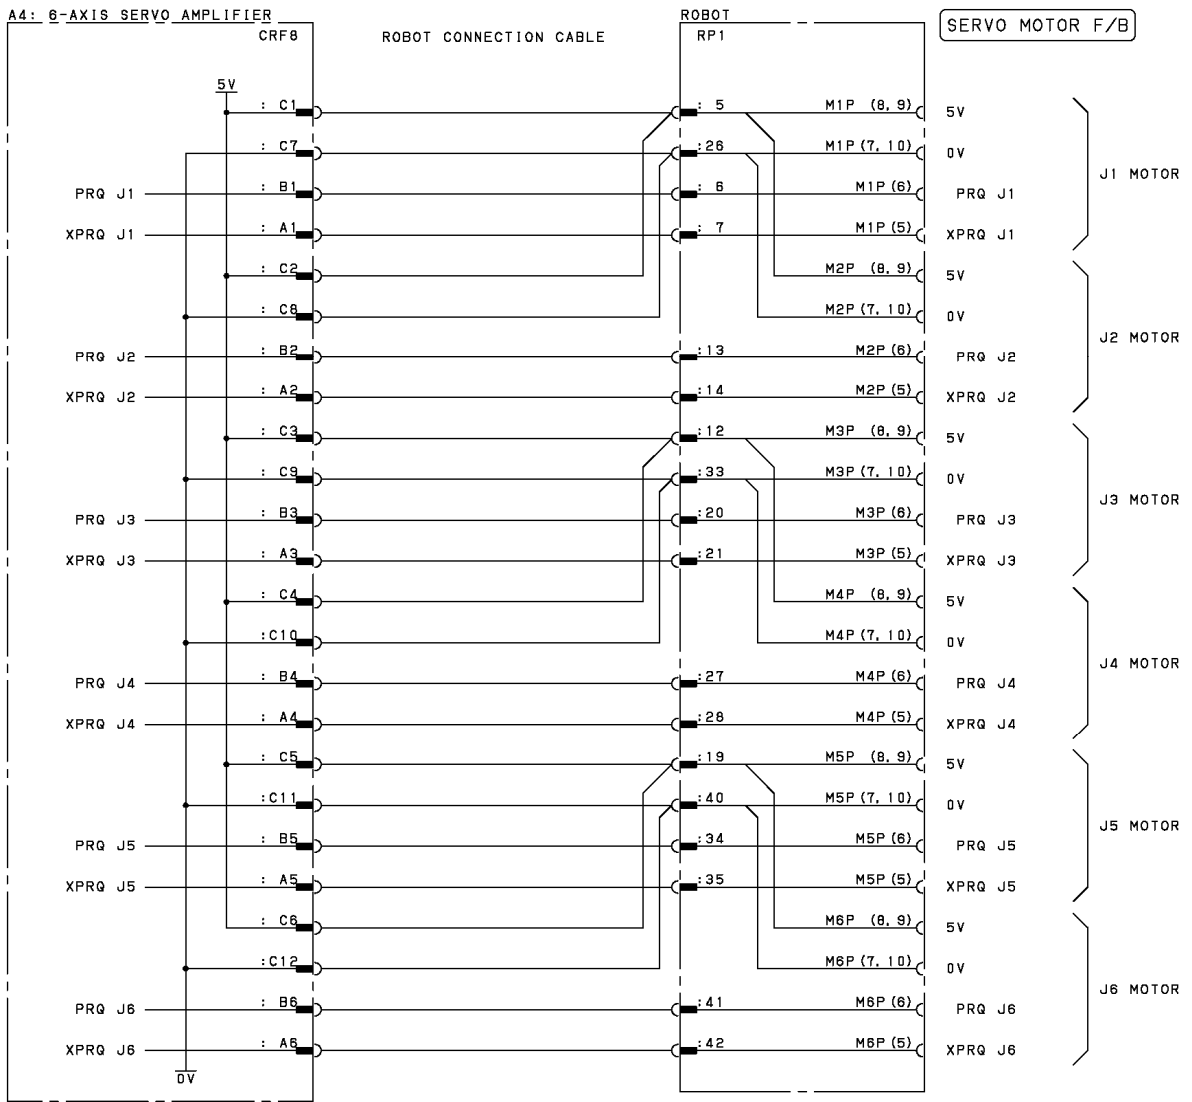 A4: 6-AXIS SERVO AMPLIFIER
CRF8
ROBOT CONNECTION CABLE
ROBOT
RP1
SERVO MOTOR F/B
5V
: C1 :5 M1P (8, 9) 5V
: C7 :26 M1P (7, 10) 0V
J1 MOTOR
PRQ J1 : B1 : 6 M1P (6) PRQ J1
XPRQ J1 : A1 : 7 M1P (5) XPRQ J1
: C2 M2P (8, 9) 5V
: C8 M2P (7, 10) 0V
J2 MOTOR
PRQ J2 : B2 :13 M2P (6) PRQ J2
XPRQ J2 : A2 :14 M2P (5) XPRQ J2
: C3 :12 M3P (8, 9) 5V
: C9 :33 M3P (7, 10) 0V
J3 MOTOR
PRQ J3 : B3 :20 M3P (6) PRQ J3
XPRQ J3 : A3 :21 M3P (5) XPRQ J3
: C4 M4P (8, 9) 5V
:C10 M4P (7, 10) 0V
J4 MOTOR
PRQ J4 : B4 :27 M4P (6) PRQ J4
XPRQ J4 : A4 :28 M4P (5) XPRQ J4
: C5 :19 M5P (8, 9) 5V
:C11 :40 M5P (7, 10) 0V
J5 MOTOR
PRQ J5 : B5 :34 M5P (6) PRQ J5
XPRQ J5 : A5 :35 M5P (5) XPRQ J5
: C6 M6P (8, 9) 5V
:C12 M6P (7, 10) 0V
J6 MOTOR
PRQ J6 : B6 :41 M6P (6) PRQ J6
XPRQ J6 : A6 :42 M6P (5) XPRQ J6
0V